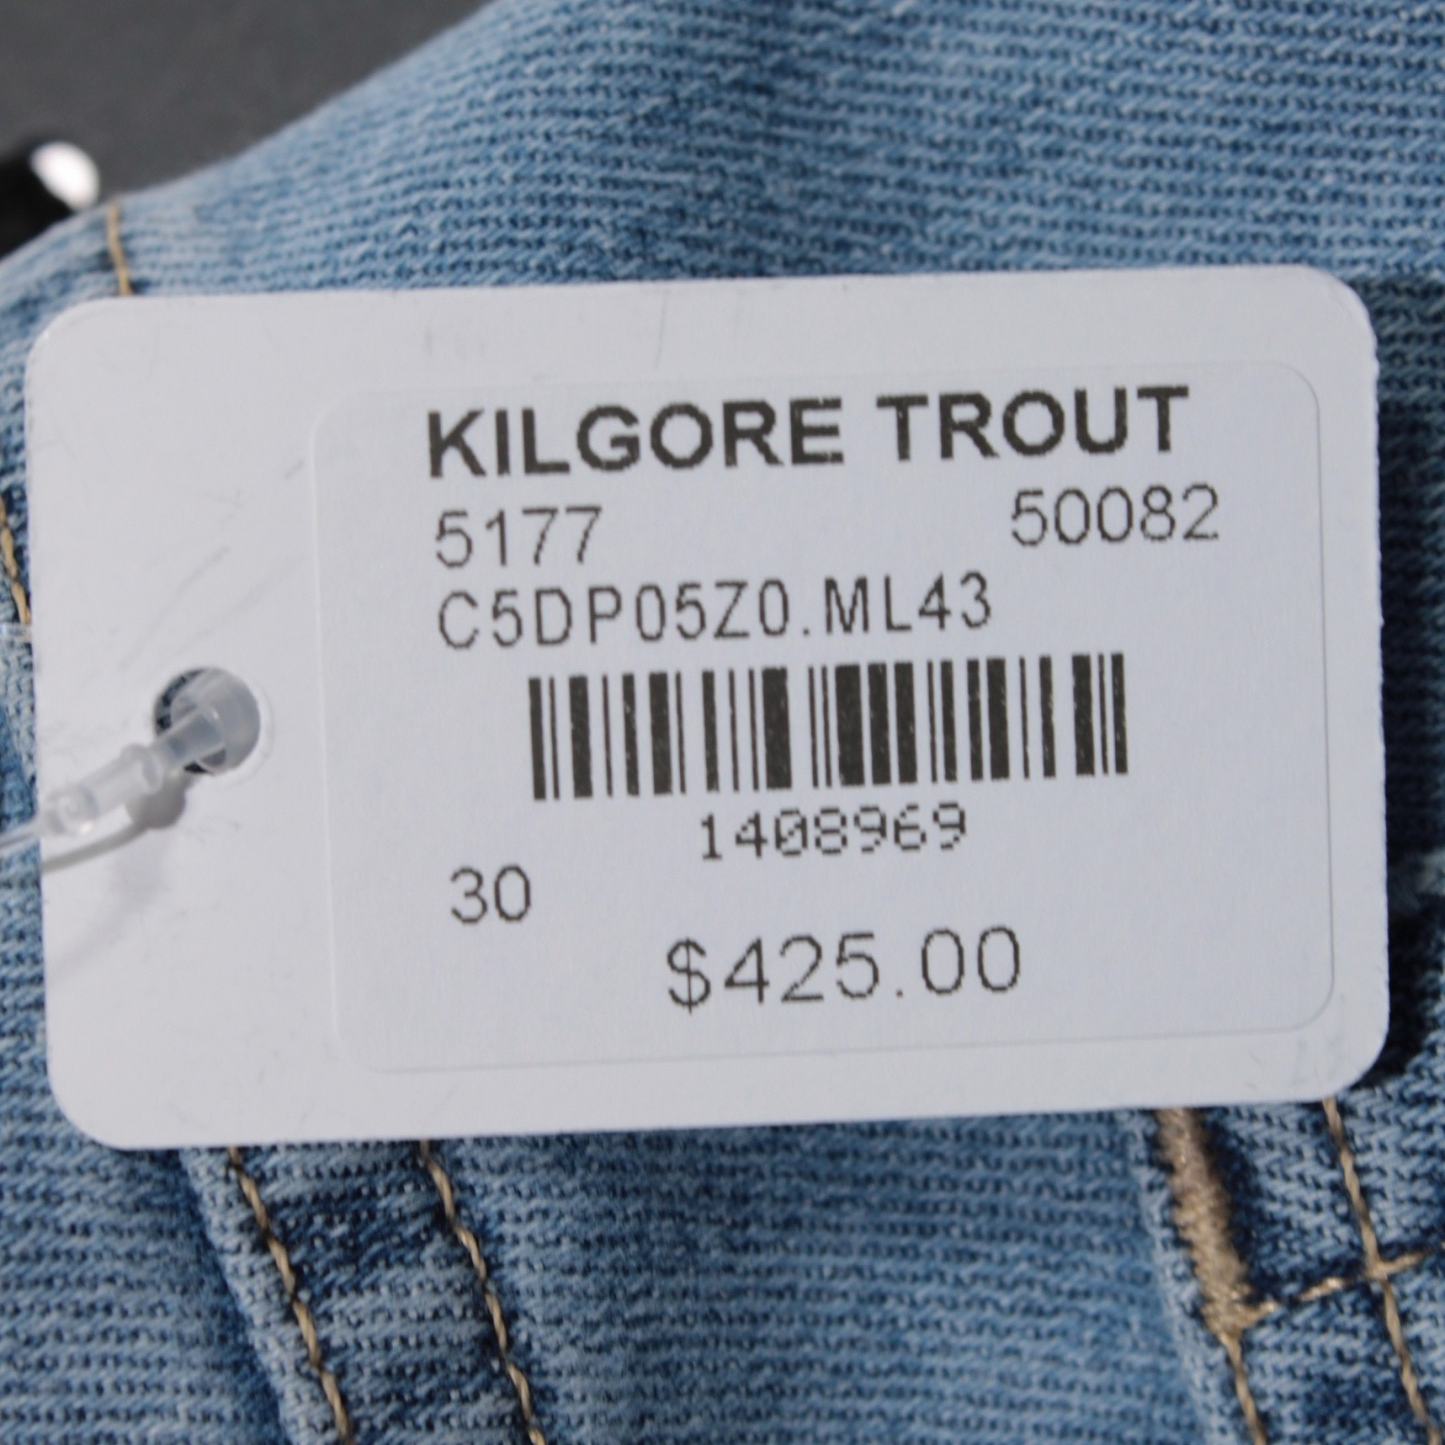 KILGORE TROUT
5177 50082
C5DP05Z0.ML43
1408969
30
$425.00